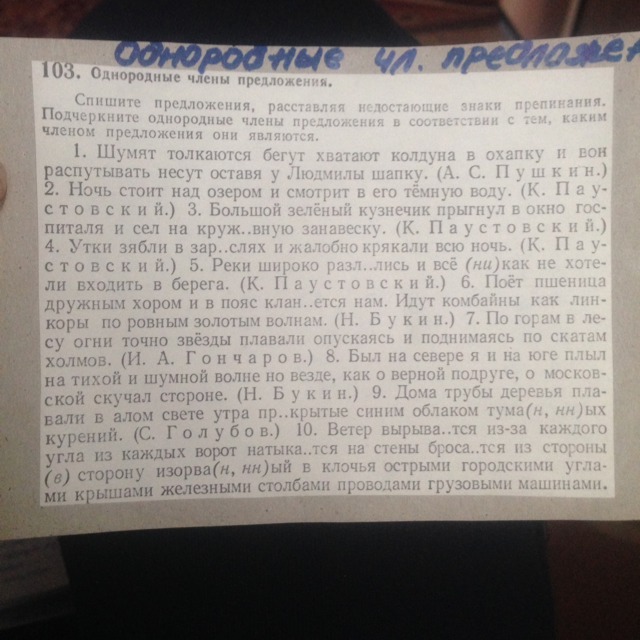 Однородные чл. предложен
103. Однородные члены предложения.
Спишите предложения, расставляя недостающие знаки препинания.
Подчеркните однородные члены предложения в соответствии с тем, каким
членом предложения они являются.
1. Шумят толкаются бегут хватают колдуна в охапку и вон
распутывать несут оставя у Людмилы шапку. (А. С. Пушкин.)
2. Ночь стоит над озером и смотрит в его тёмную воду. (К. Пау-
стовский.) 3. Большой зелёный кузнечик прыгнул в окно гос-
питаля и сел на круж..вную занавеску. (К. Паустовский.)
4. Утки зябли в зар..слях и жалобно крякали всю ночь. (К. Пау-
стовский.) 5. Реки широко разл..лись и всё (ни)как не хоте-
ли входить в берега. (К. Паустовский.) 6. Поёт пшеница
дружным хором и в пояс клан..ется нам. Идут комбайны как лин-
коры по ровным золотым волнам. (Н. Букин.) 7. По горам в ле-
су огни точно звёзды плавали опускаясь и поднимаясь по скатам
холмов. (И. А. Гончаров.) 8. Был на севере я и на юге плыл
на тихой и шумной волне но везде, как о верной подруге, о москов-
ской скучал стороне. (Н. Букин.) 9. Дома трубы деревья пла-
вали в алом свете утра пр..крытые синим облаком тума(н, нн)ых
курений. (С. Голубов.) 10. Ветер вырыва..тся из-за каждого
угла из каждых ворот натыка..тся на стены броса..тся из стороны
(в) сторону изорва(н, нн)ый в клочья острыми городскими угла-
ми крышами железными столбами проводами грузовыми машинами.